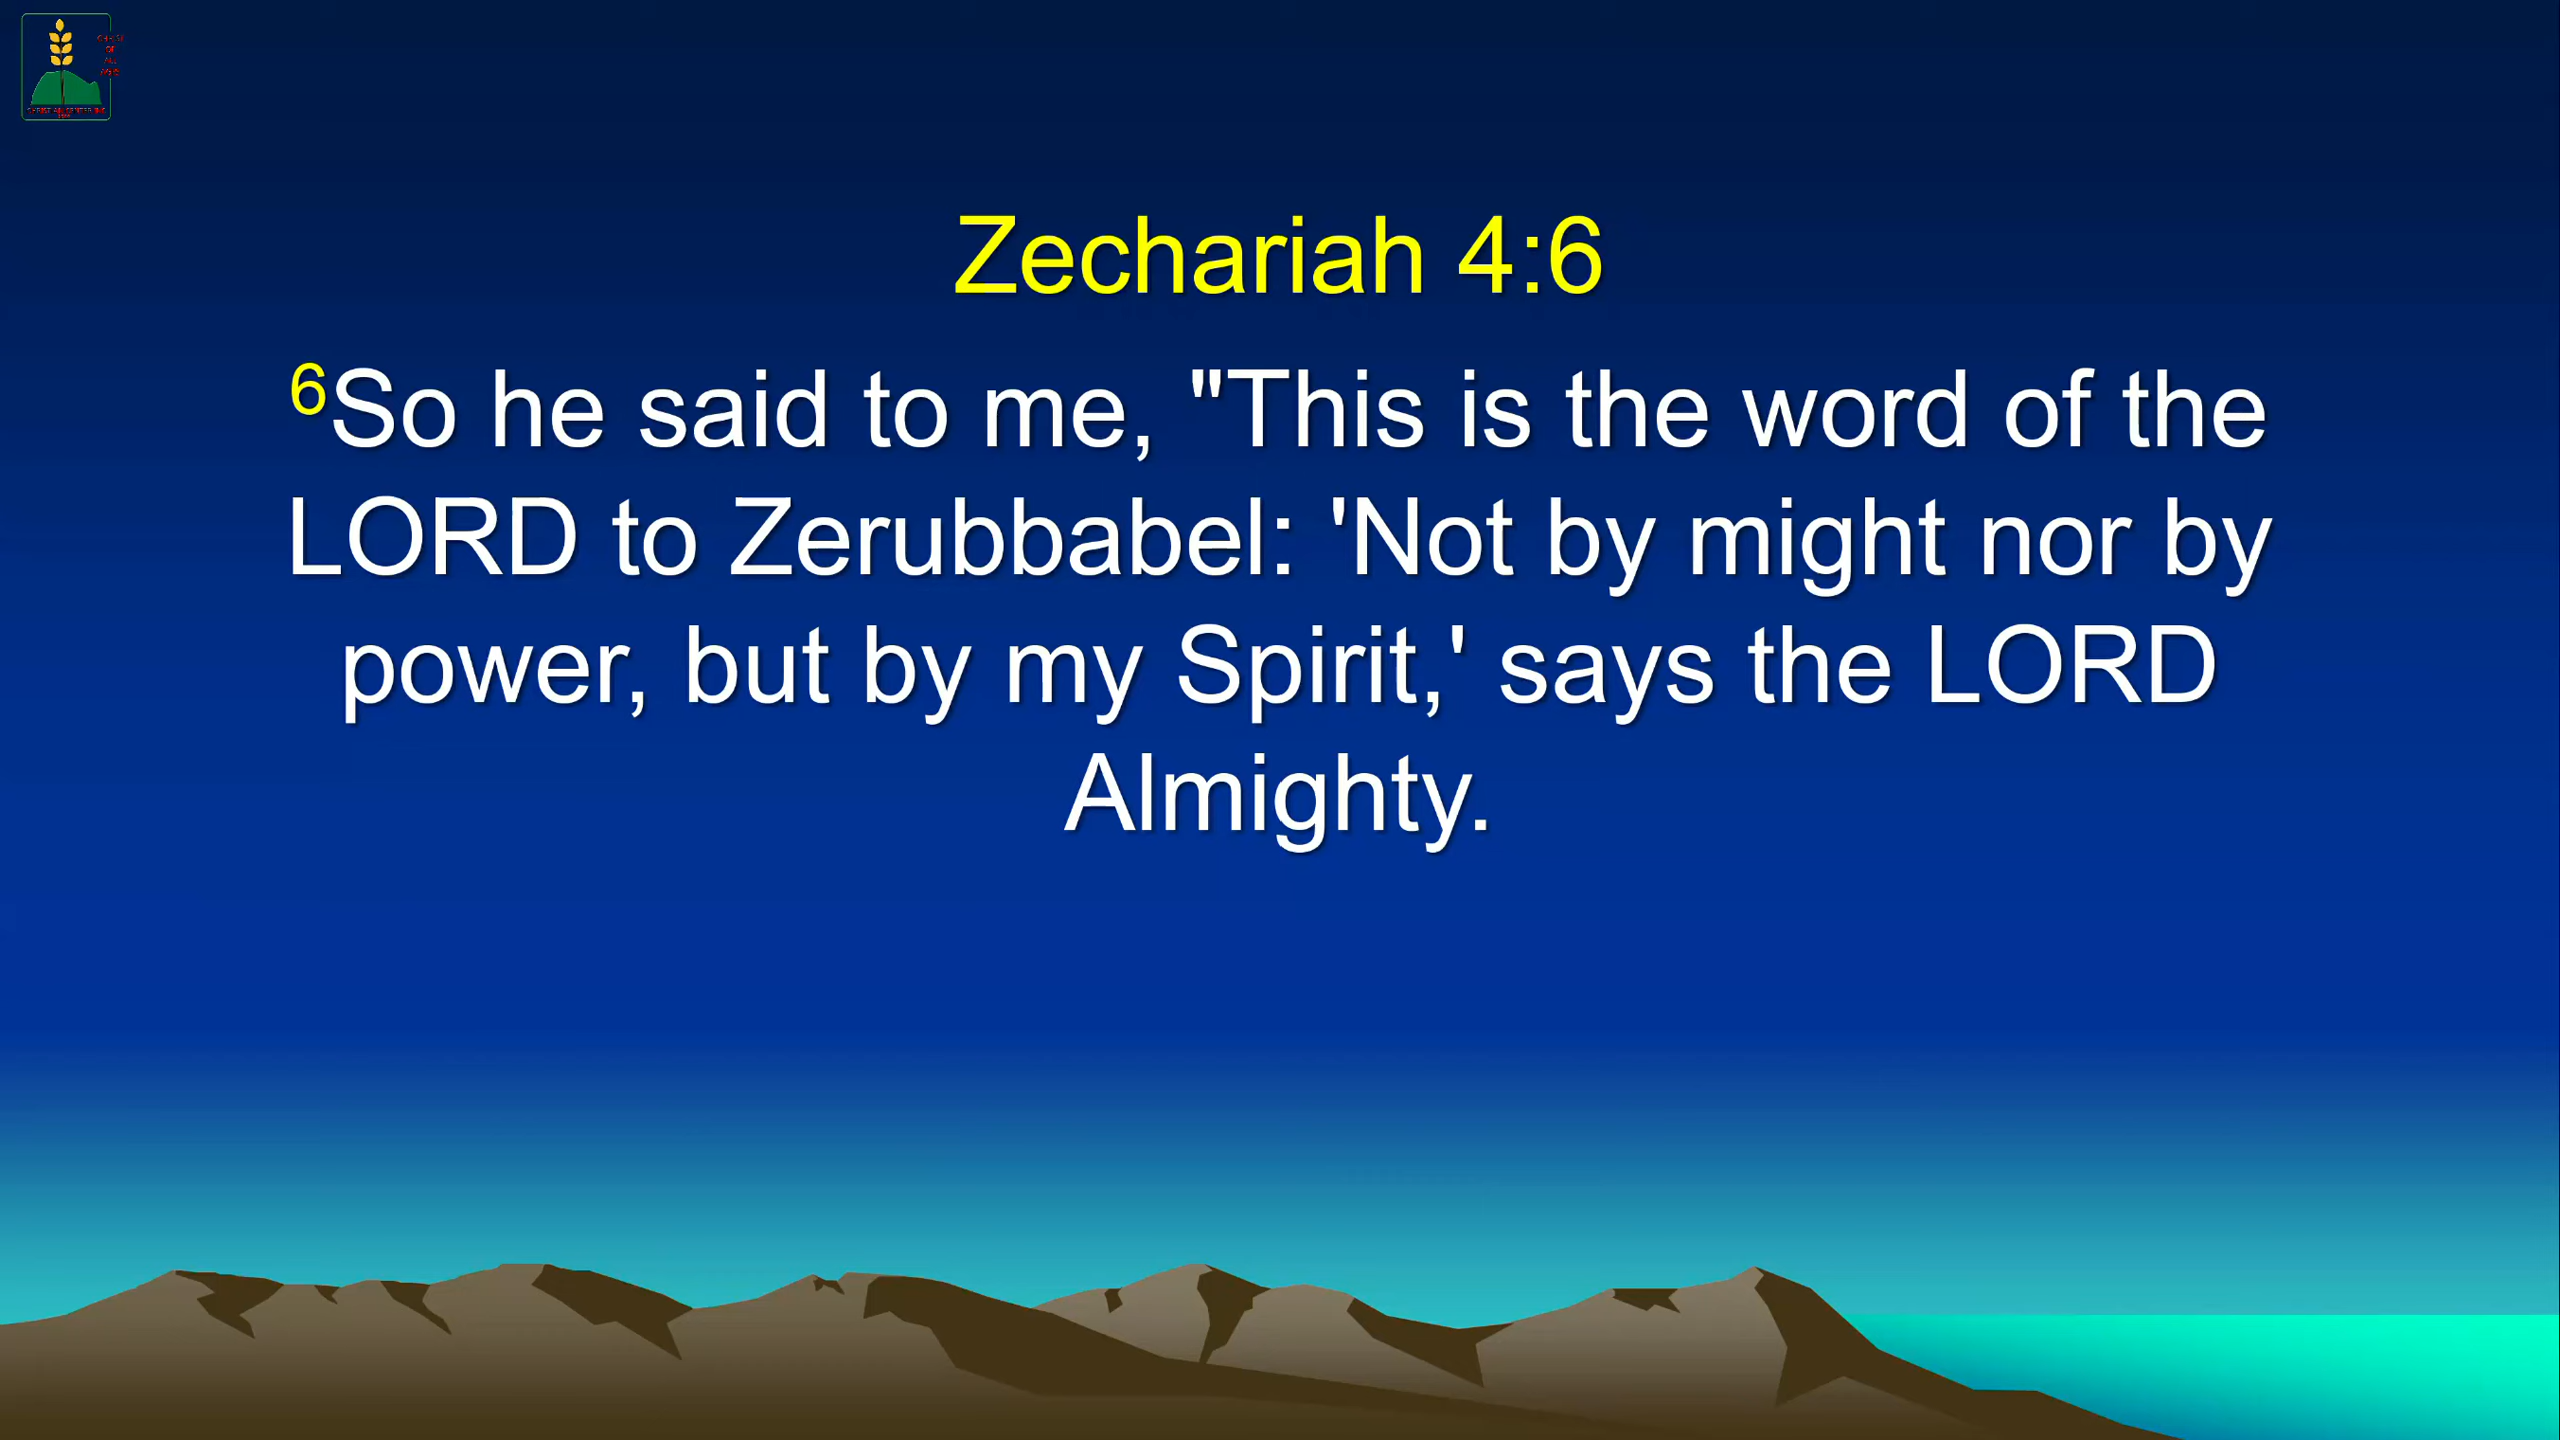 Zechariah 4:6
6So he said to me, "This is the word of the
LORD to Zerubbabel: 'Not by might nor by
power, but by my Spirit,' says the LORD
Almighty.